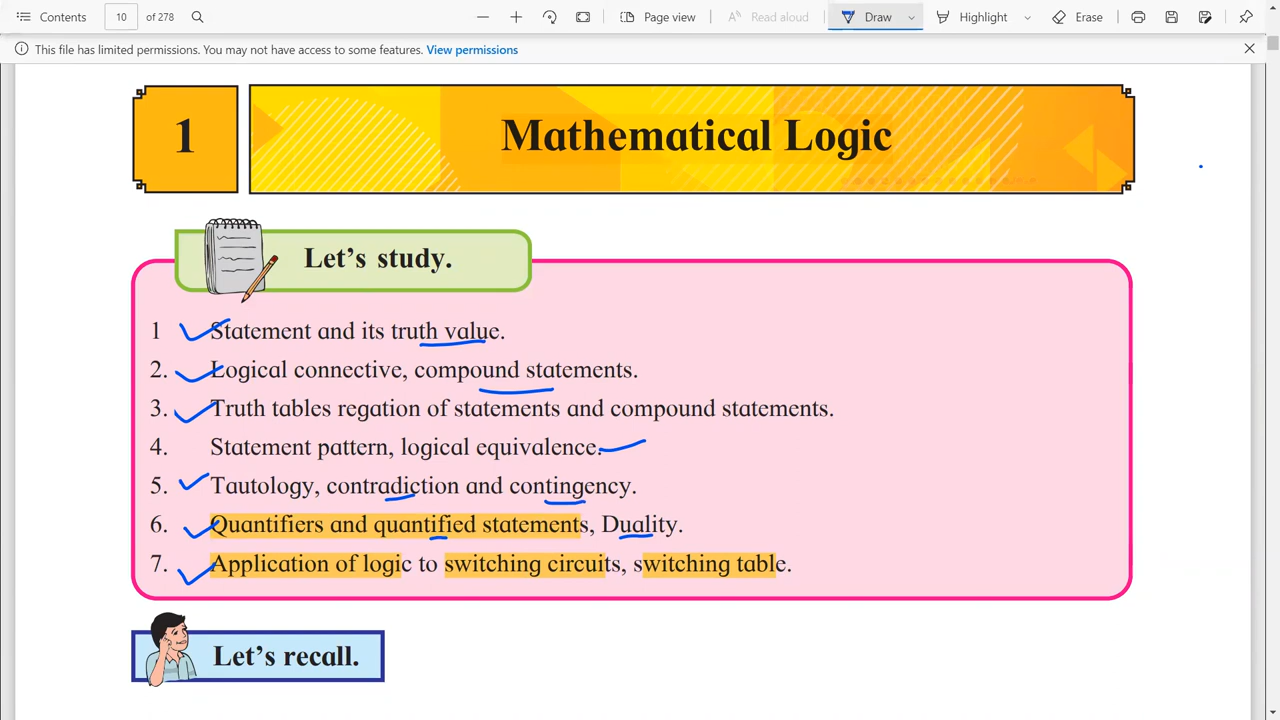 Contents 10 of 278 Page view Read aloud Draw Highlight Erase
This file has limited permissions. You may not have access to some features. View permissions
1 Mathematical Logic
Let's study.
1 Statement and its truth value.
2. Logical connective, compound statements.
3. Truth tables regation of statements and compound statements.
4. Statement pattern, logical equivalence.
5. Tautology, contradiction and contingency.
6. Quantifiers and quantified statements, Duality.
7. Application of logic to switching circuits, switching table.
Let's recall.